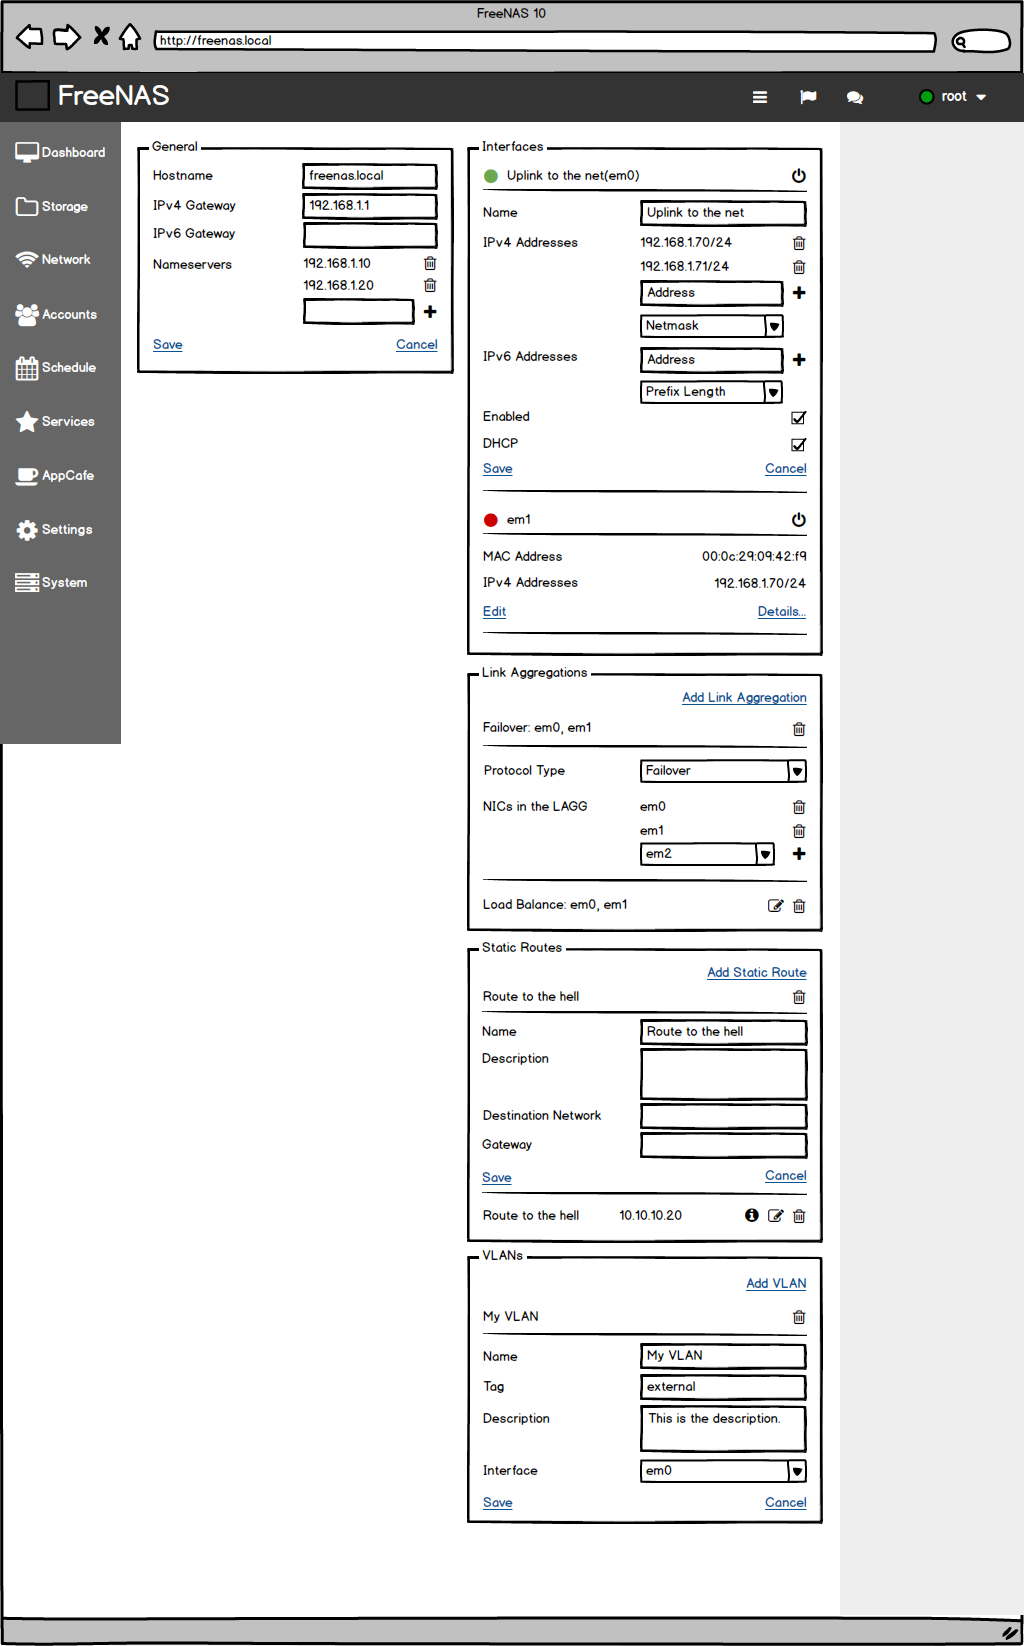 FreeNAS 10
http://freenas.local
FreeNAS
root
Dashboard
Storage
Network
Accounts
Schedule
Services
AppCafe
Settings
System
General
Hostname freenas.local
IPv4 Gateway 192.168.1.1
IPv6 Gateway
Nameservers 192.168.1.10
192.168.1.20
Save Cancel
Interfaces
Uplink to the net(em0)
Name Uplink to the net
IPv4 Addresses 192.168.1.70/24
192.168.1.71/24
Address
Netmask
IPv6 Addresses Address
Prefix Length
Enabled
DHCP
Save Cancel
em1
MAC Address 00:0c:29:09:42:f9
IPv4 Addresses 192.168.1.70/24
Edit Details...
Link Aggregations
Add Link Aggregation
Failover: em0, em1
Protocol Type Failover
NICs in the LAGG em0
em1
em2
Load Balance: em0, em1
Static Routes
Add Static Route
Route to the hell
Name Route to the hell
Description
Destination Network
Gateway
Save Cancel
Route to the hell 10.10.10.20
VLANs
Add VLAN
My VLAN
Name My VLAN
Tag external
Description This is the description.
Interface em0
Save Cancel